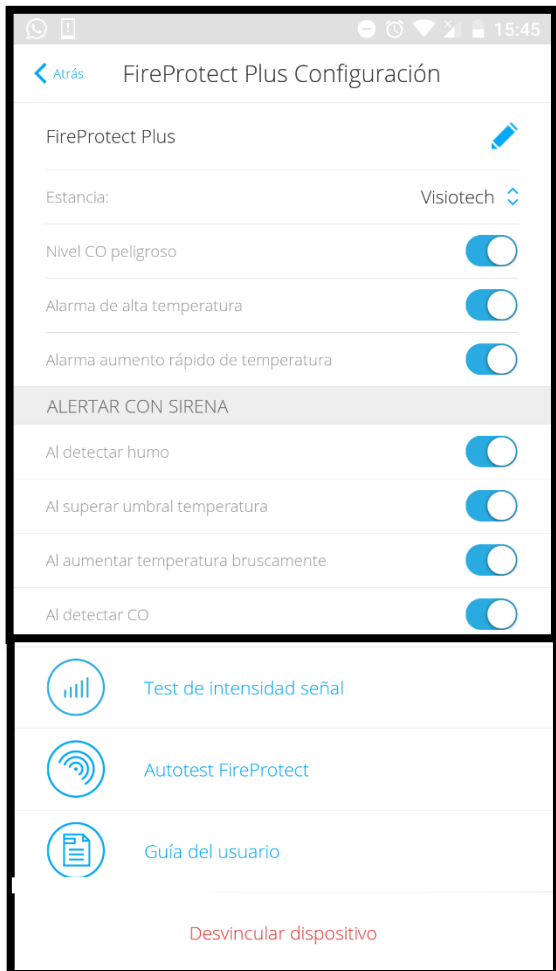 15:45
Atrás
FireProtect Plus Configuración
FireProtect Plus
Estancia:
Visiotech
Nivel CO peligroso
Alarma de alta temperatura
Alarma aumento rápido de temperatura
ALERTAR CON SIRENA
Al detectar humo
Al superar umbral temperatura
Al aumentar temperatura bruscamente
Al detectar CO
Test de intensidad señal
Autotest FireProtect
Guía del usuario
Desvincular dispositivo